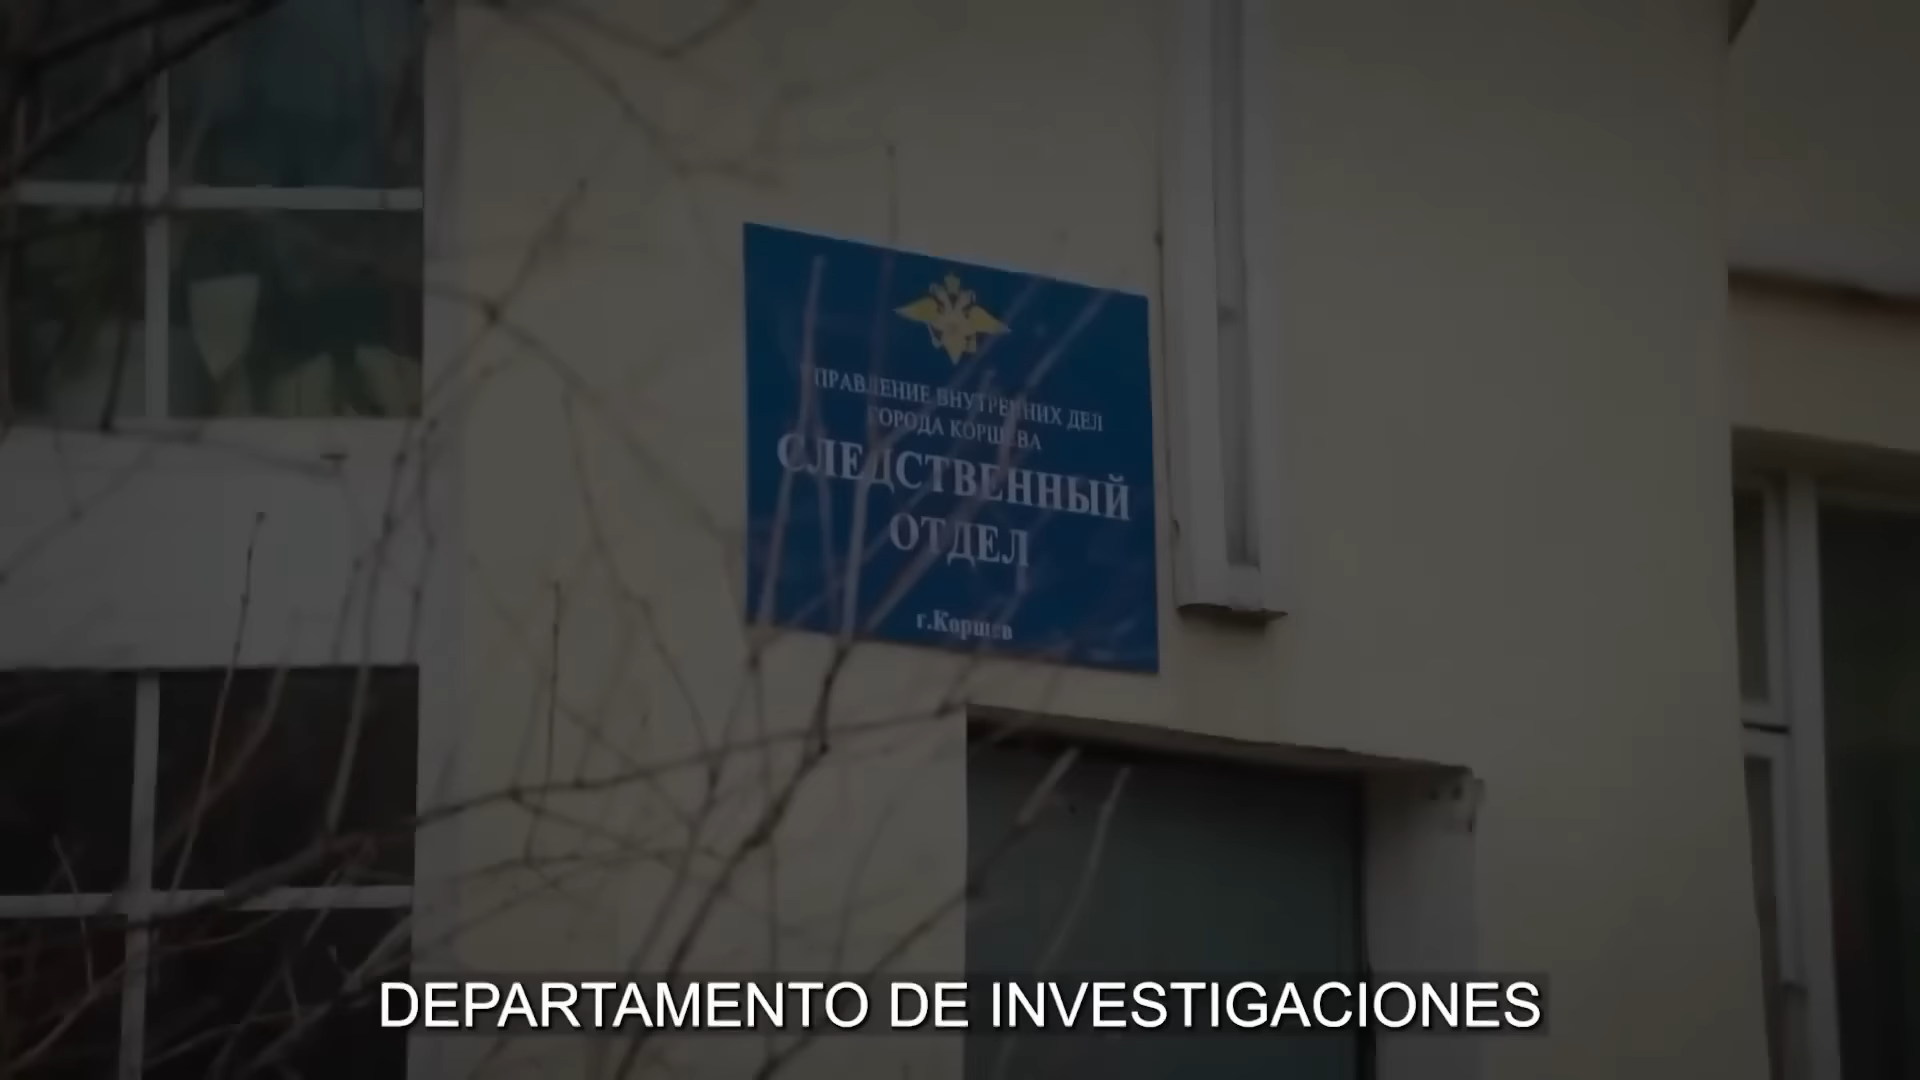 УПРАВЛЕНИЕ ВНУТРЕННИХ ДЕЛ
ГОРОДА КОРШЕВА
СЛЕДСТВЕННЫЙ
ОТДЕЛ
г.Коршев
DEPARTAMENTO DE INVESTIGACIONES